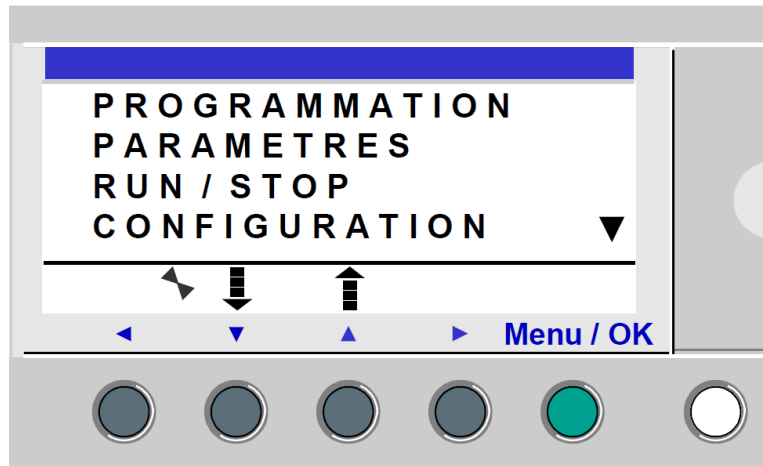 PROGRAMMATION
PARAMETRES
RUN / STOP
CONFIGURATION
Menu / OK